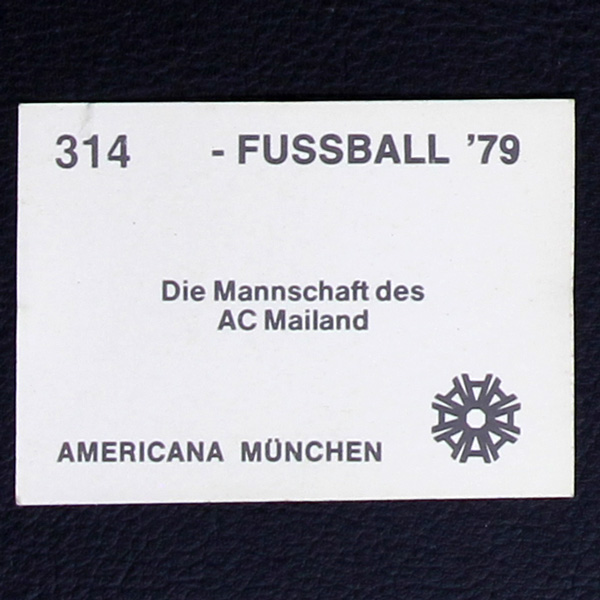 314 - FUSSBALL '79
Die Mannschaft des
AC Mailand
AMERICANA MÜNCHEN